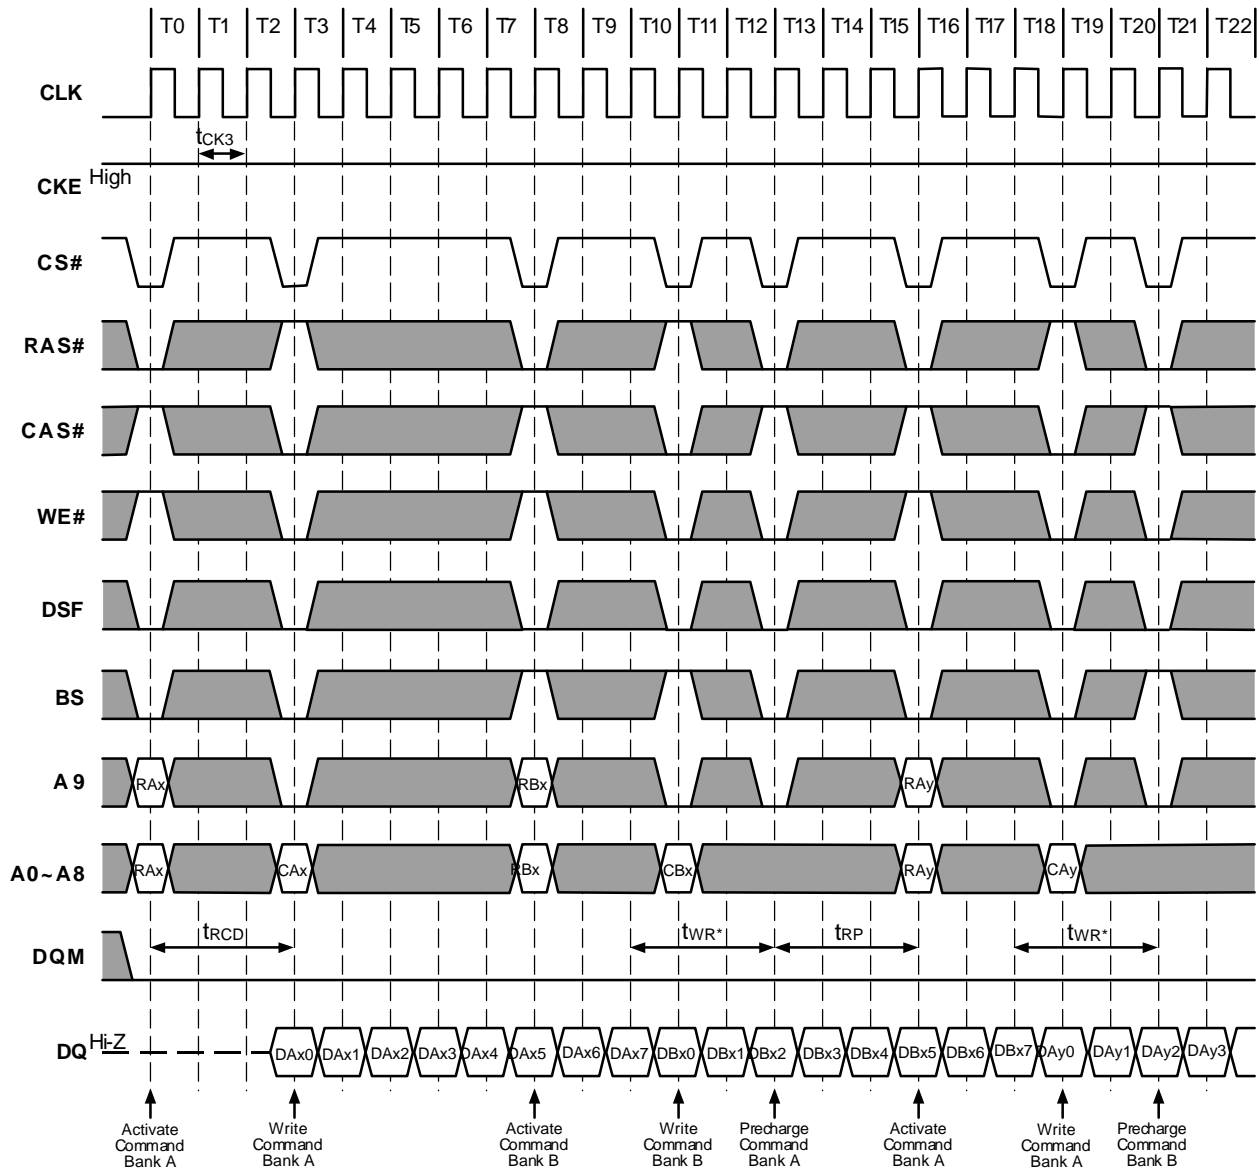 T0 T1 T2 T3 T4 T5 T6 T7 T8 T9 T10 T11 T12 T13 T14 T15 T16 T17 T18 T19 T20 T21 T22
CLK
tCK3
CKE High
CS#
RAS#
CAS#
WE#
DSF
BS
A9 RAx RBx RAy
A0~A8 RAx CAx RBx CBx RAy CAy
DQM tRCD tWR* tRP tWR*
DQ Hi-Z DAx0 DAx1 DAx2 DAx3 DAx4 DAx5 DAx6 DAx7 DBx0 DBx1 DBx2 DBx3 DBx4 DBx5 DBx6 DBx7 DAy0 DAy1 DAy2 DAy3
Activate
Command
Bank A
Write
Command
Bank A
Activate
Command
Bank B
Write
Command
Bank B
Precharge
Command
Bank A
Activate
Command
Bank A
Write
Command
Bank A
Precharge
Command
Bank B